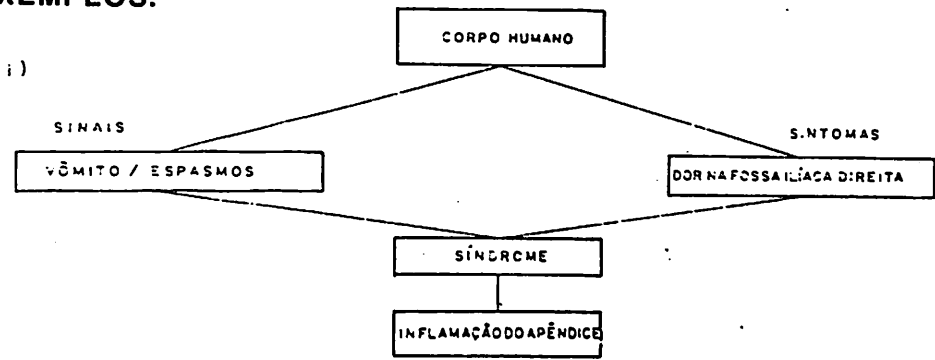 EXEMPLOS:
CORPO HUMANO
i)
SINAIS
SINTOMAS
VÔMITO / ESPASMOS
DOR NA FOSSA ILÍACA DIREITA
SÍNDROME
INFLAMAÇÃO DO APÊNDICE